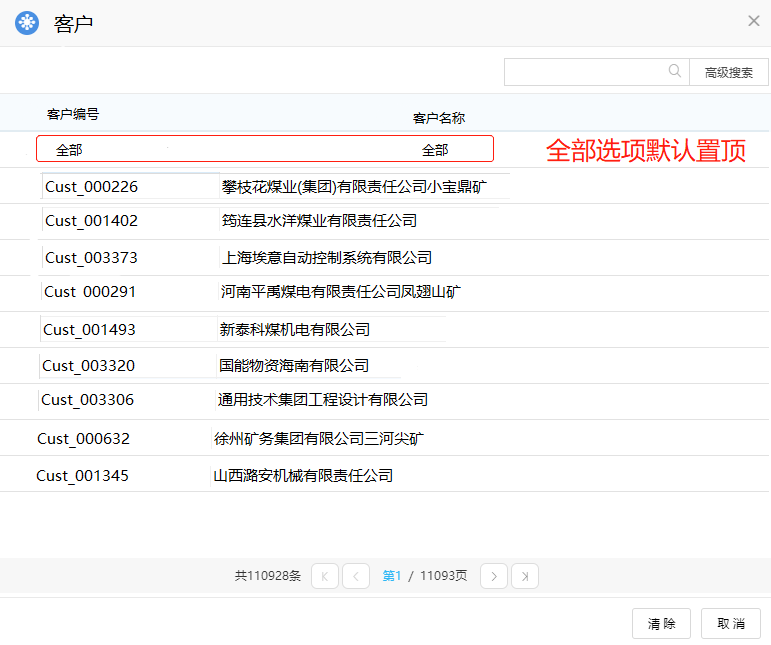 客户
高级搜索
客户编号 客户名称
全部 全部 全部选项默认置顶
Cust_000226 攀枝花煤业(集团)有限责任公司小宝鼎矿
Cust_001402 筠连县水洋煤业有限责任公司
Cust_003373 上海埃意自动控制系统有限公司
Cust 000291 河南平禹煤电有限责任公司凤翅山矿
Cust_001493 新泰科煤机电有限公司
Cust_003320 国能物资海南有限公司
Cust_003306 通用技术集团工程设计有限公司
Cust_000632 徐州矿务集团有限公司三河尖矿
Cust_001345 山西潞安机械有限责任公司
共110928条 第1 / 11093页
清除 取消